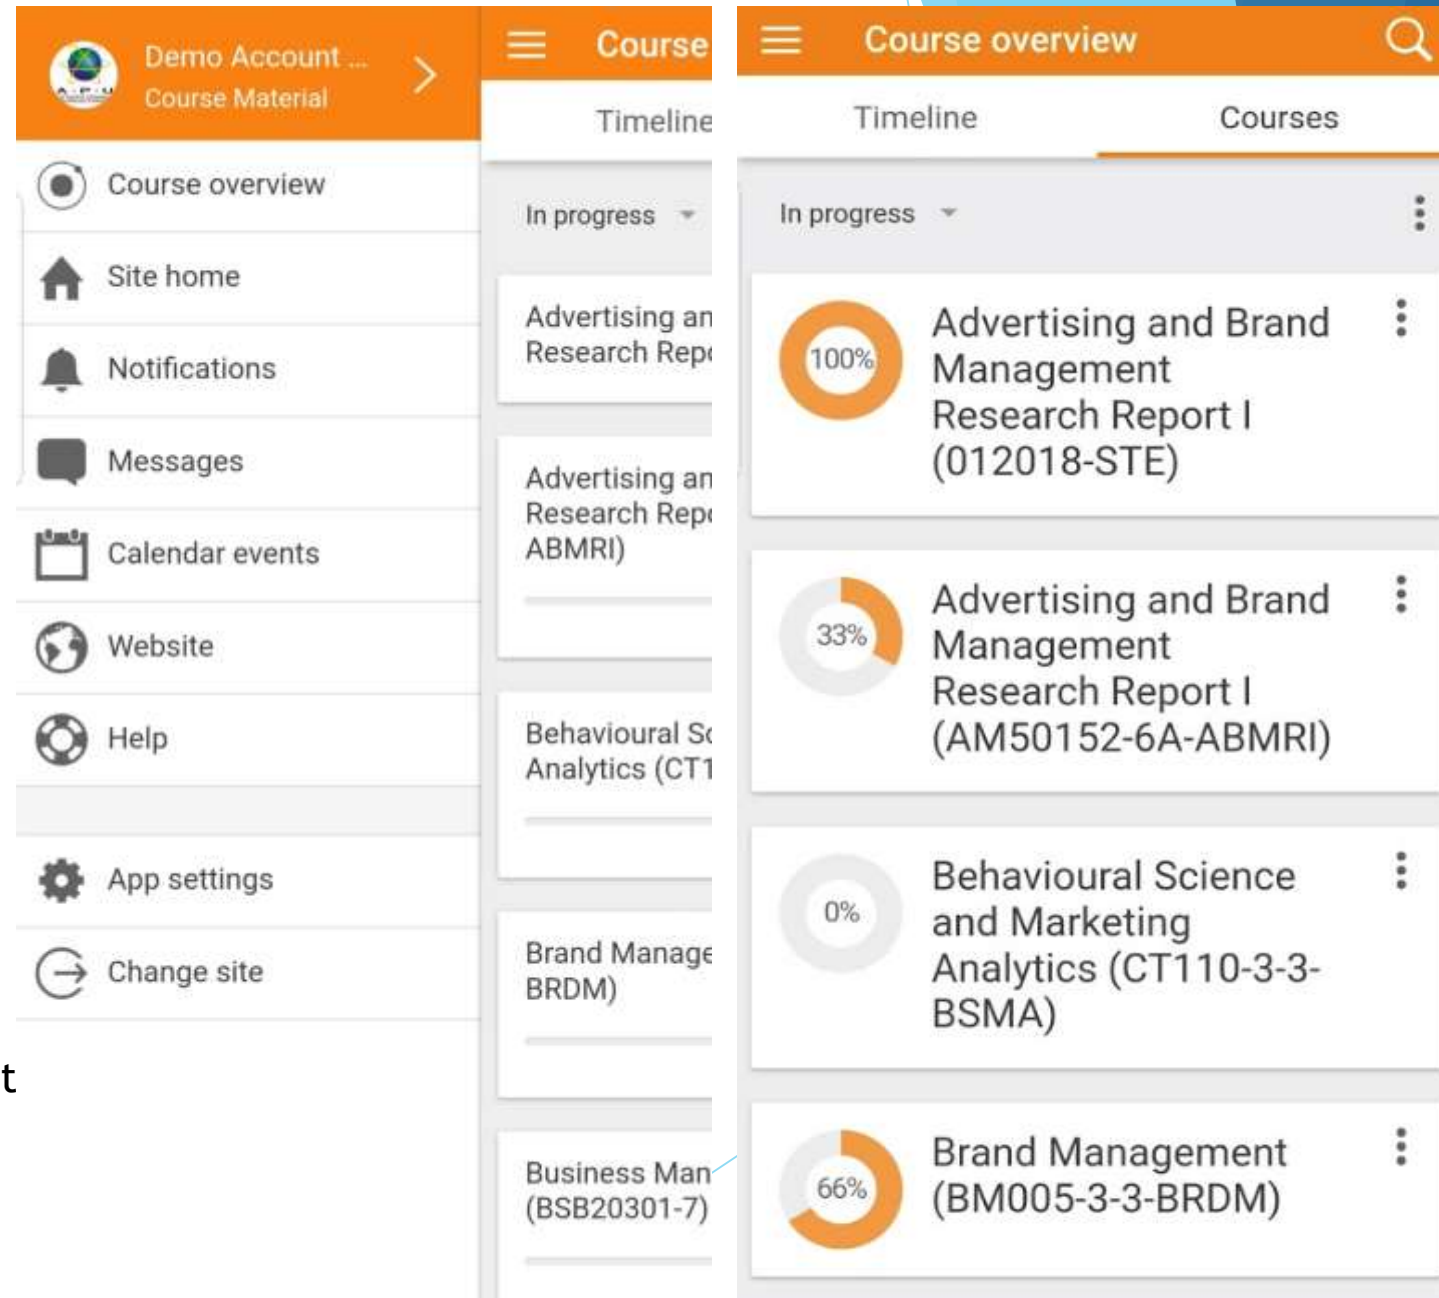 Demo Account ...
Course Material
A.P.U
Course overview
Site home
Notifications
Messages
Calendar events
Website
Help
App settings
Change site
t
Course
Timeline
In progress
Advertising an
Research Rep
Advertising an
Research Rep
ABMRI)
Behavioural Sc
Analytics (CT1
Brand Manage
BRDM)
Business Man
(BSB20301-7)
Course overview
Timeline
Courses
In progress
100%
Advertising and Brand
Management
Research Report I
(012018-STE)
33%
Advertising and Brand
Management
Research Report I
(AM50152-6A-ABMRI)
0%
Behavioural Science
and Marketing
Analytics (CT110-3-3-
BSMA)
66%
Brand Management
(BM005-3-3-BRDM)